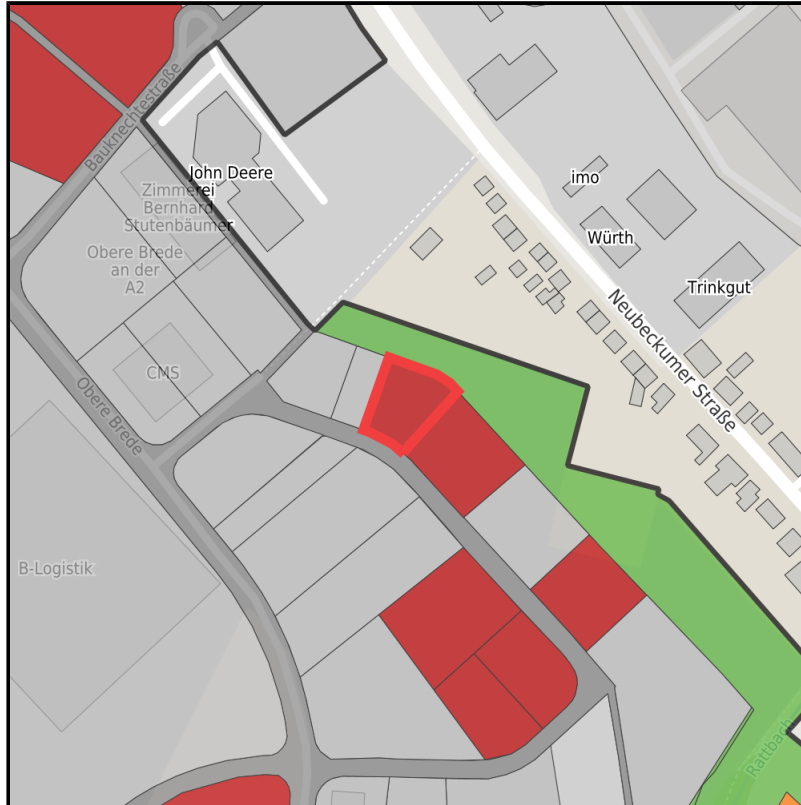 Bauknechtestraße
John Deere
Zimmerei
Bernhard
Stutenbäumer
imo
Würth
Obere Brede
an der
A2
Trinkgut
Neubeckumer Straße
CMS
Obere Brede
B-Logistik
Rattbach